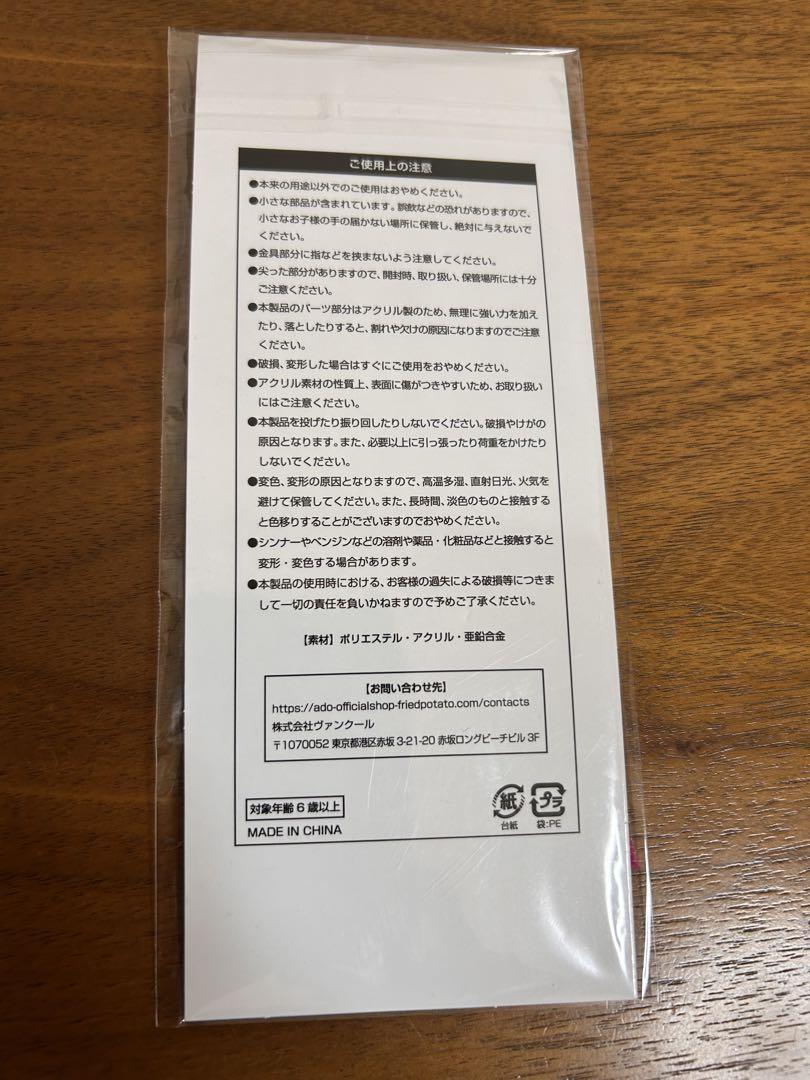 ご使用上の注意
●本来の用途以外でのご使用はおやめください。
●小さな部品が含まれています。誤飲などの恐れがありますので、
小さなお子様の手の届かない場所に保管し、絶対に与えないで
ください。
●金具部分に指などを挟まないよう注意してください。
●尖った部分がありますので、開封時、取り扱い、保管場所には十分
ご注意ください。
●本製品のパーツ部分はアクリル製のため、無理に強い力を加え
たり、落としたりすると、割れや欠けの原因になりますのでご注意
ください。
●破損、変形した場合はすぐにご使用をおやめください。
●アクリル素材の性質上、表面に傷がつきやすいため、お取り扱い
にはご注意ください。
●本製品を投げたり振り回したりしないでください。破損やけがの
原因となります。また、必要以上に引っ張ったり荷重をかけたり
しないでください。
●変色、変形の原因となりますので、高温多湿、直射日光、火気を
避けて保管してください。また、長時間、淡色のものと接触する
と色移りすることがございますのでおやめください。
●シンナーやベンジンなどの溶剤や薬品・化粧品などと接触すると
変形・変色する場合があります。
●本製品の使用時における、お客様の過失による破損等につきま
して一切の責任を負いかねますので予めご了承ください。
【素材】ポリエステル・アクリル・亜鉛合金
【お問い合わせ先】
https://ado-officialshop-friedpotato.com/contacts
株式会社ヴァンクール
〒1070052 東京都港区赤坂 3-21-20 赤坂ロングビーチビル 3F
対象年齢 6 歳以上
MADE IN CHINA
紙 プラ
台紙 袋:PE